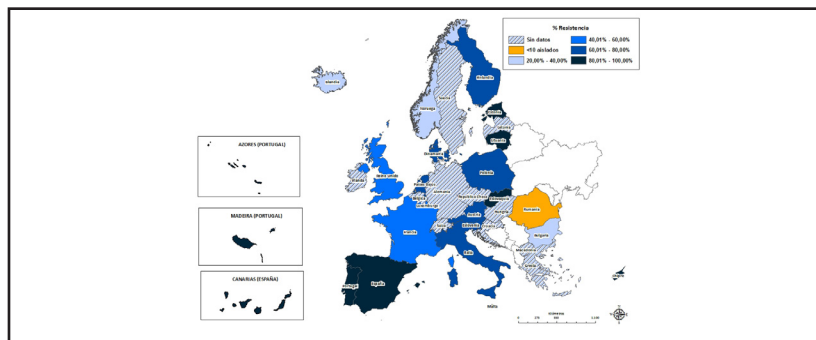 % Resistencia
Sin datos
<10 aislados
20,00% - 40,00%
40,01% - 60,00%
60,01% - 80,00%
80,01% - 100,00%
Islandia
Noruega
Suecia
Finlandia
Estonia
Letonia
Lituania
Dinamarca
Irlanda
Reino Unido
Países Bajos
Bélgica
Luxemburgo
Alemania
Polonia
República Checa
Eslovaquia
Austria
Hungría
Rumania
Francia
Suiza
Eslovenia
Croacia
Italia
Bulgaria
Macedonia
Grecia
Portugal
España
Malta
Chipre
AZORES (PORTUGAL)
MADEIRA (PORTUGAL)
CANARIAS (ESPAÑA)